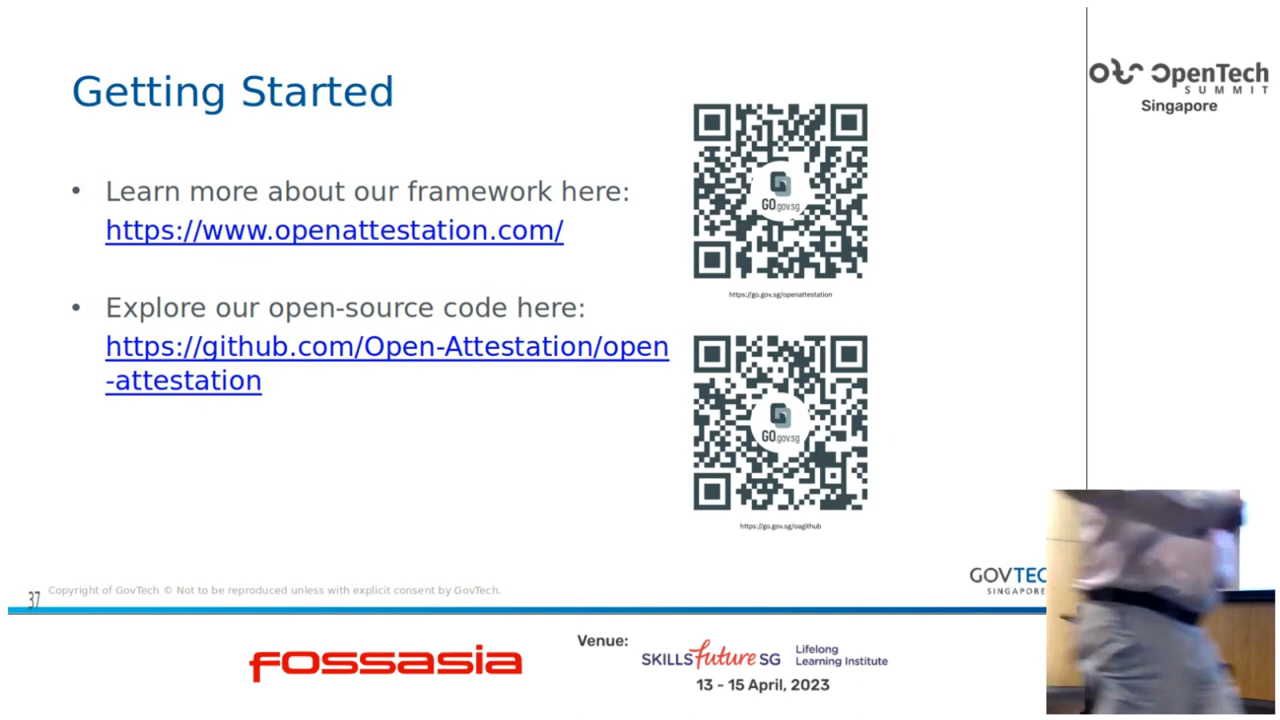 Getting Started
• Learn more about our framework here:
https://www.openattestation.com/
• Explore our open-source code here:
https://github.com/Open-Attestation/open
-attestation
GO.gov.sg
https://go.gov.sg/openattestation
GO.gov.sg
https://go.gov.sg/oagithub
OpenTech
SUMMIT
Singapore
GOVTEC
SINGAPORE
37 Copyright of GovTech © Not to be reproduced unless with explicit consent by GovTech.
fossasia
Venue:
SKILLSfuture SG
Lifelong
Learning Institute
13 - 15 April, 2023